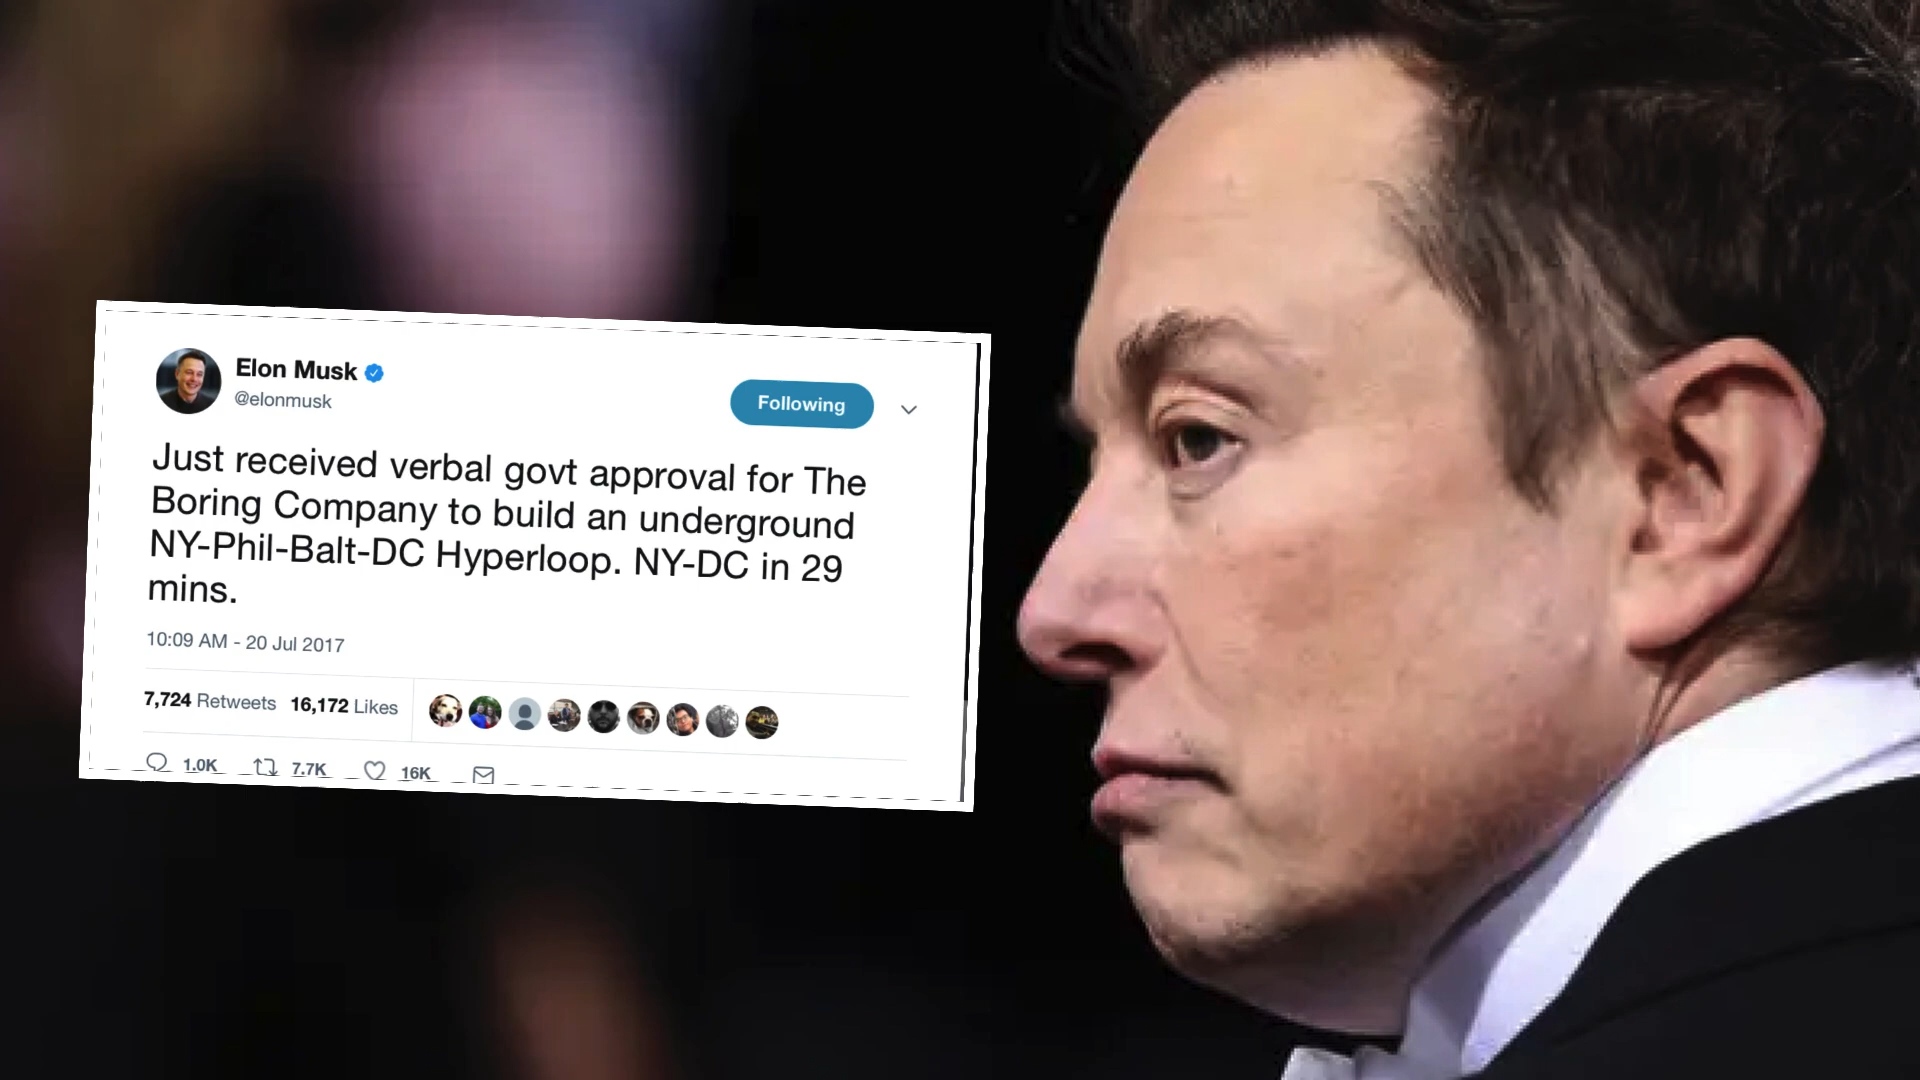 Elon Musk
@elonmusk
Following
Just received verbal govt approval for The
Boring Company to build an underground
NY-Phil-Balt-DC Hyperloop. NY-DC in 29
mins.
10:09 AM - 20 Jul 2017
7,724 Retweets 16,172 Likes
1.0K 7.7K 16K